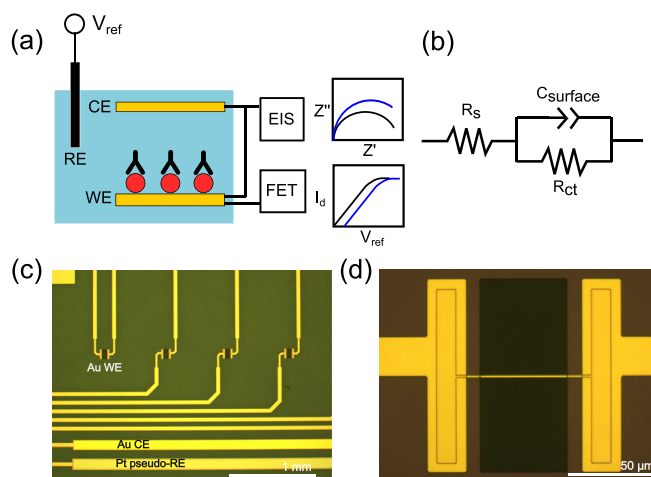 (a)
V_ref
CE
RE
WE
EIS
FET
Z''
Z'
I_d
V_ref
(b)
R_s
C_surface
R_ct
(c)
Au WE
Au CE
Pt pseudo-RE
1 mm
(d)
50 µm